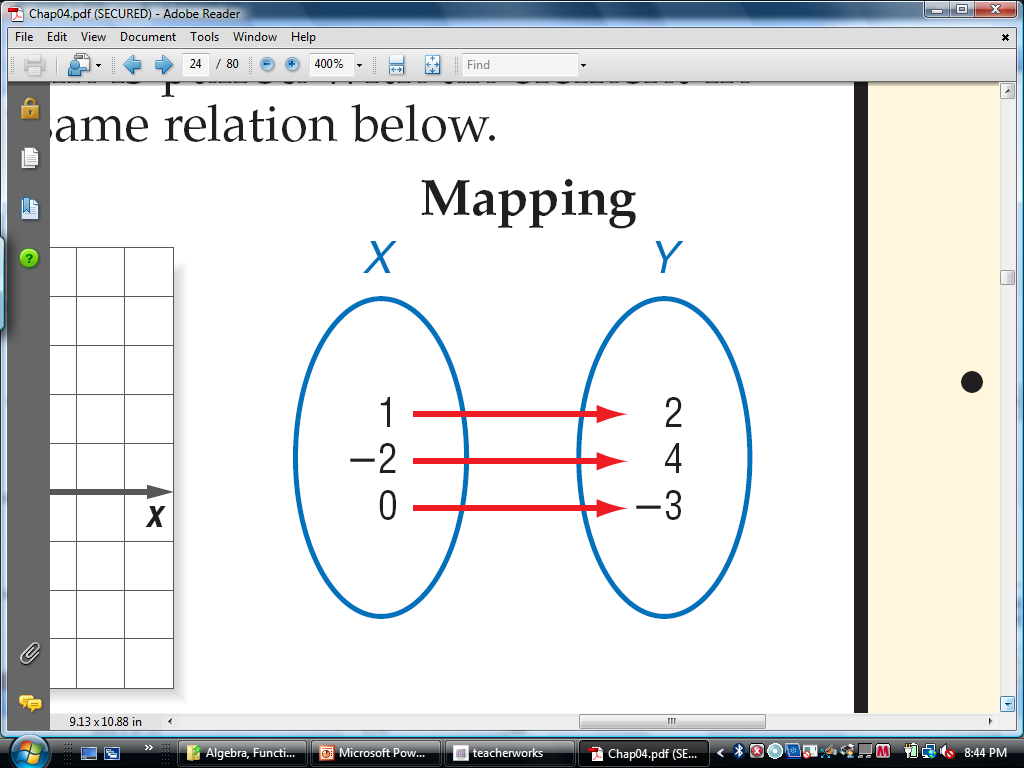 Chap04.pdf (SECURED) - Adobe Reader
File Edit View Document Tools Window Help
24 / 80 400% Find
same relation below.
Mapping
X Y
1 2
−2 4
0 −3
x
9.13 x 10.88 in
Algebra, Functi... Microsoft Pow... teacherworks Chap04.pdf (SE... 8:44 PM